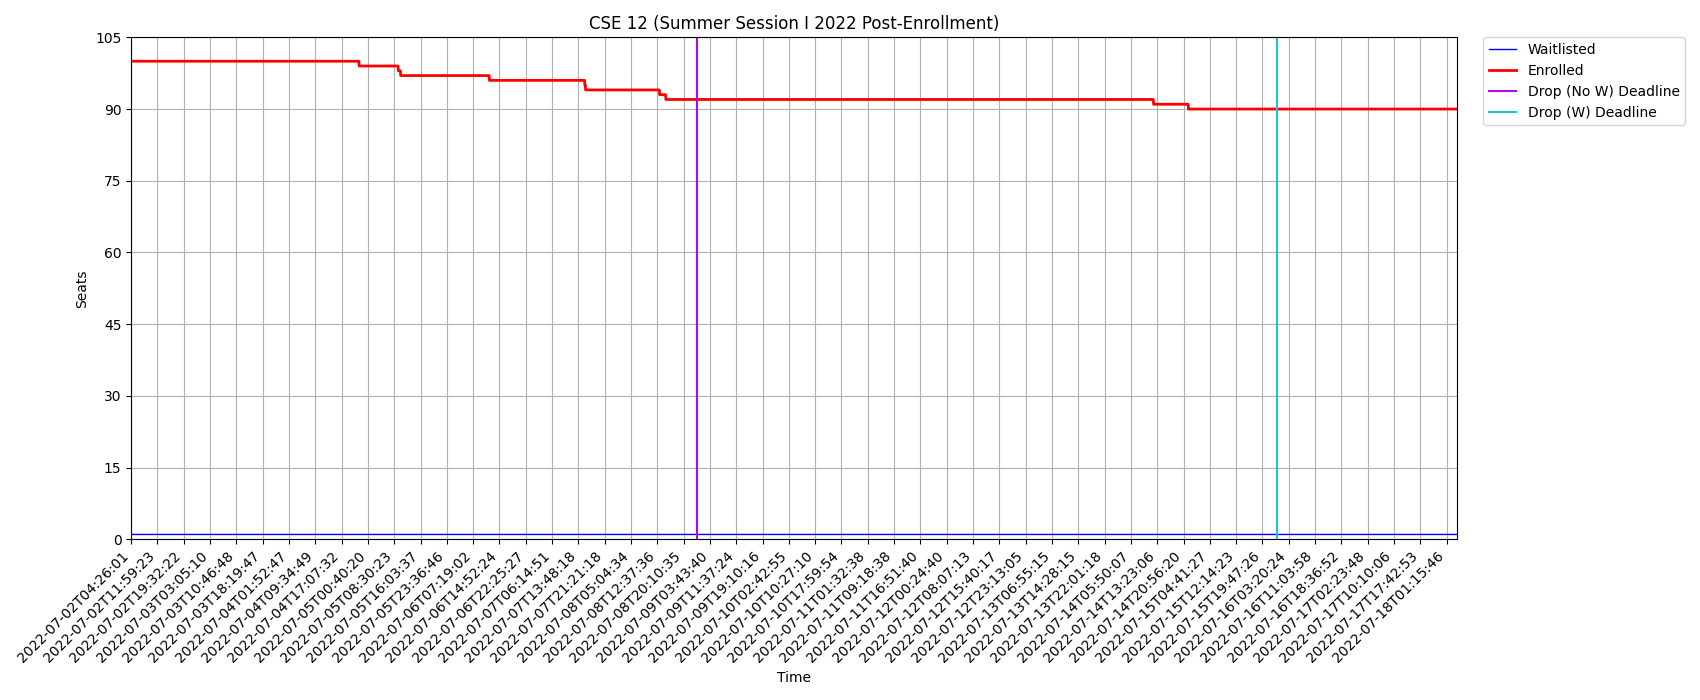 CSE 12 (Summer Session I 2022 Post-Enrollment)
Waitlisted
Enrolled
Drop (No W) Deadline
Drop (W) Deadline
105
90
75
60
45
30
15
0
Seats
2022-07-02T04:26:01
2022-07-02T11:59:23
2022-07-02T19:32:22
2022-07-03T03:05:10
2022-07-03T10:46:48
2022-07-03T18:19:47
2022-07-04T01:52:47
2022-07-04T09:34:49
2022-07-04T17:07:32
2022-07-05T00:40:20
2022-07-05T08:30:23
2022-07-05T16:03:37
2022-07-05T23:36:46
2022-07-06T07:19:02
2022-07-06T14:52:24
2022-07-06T22:25:27
2022-07-07T06:14:51
2022-07-07T13:48:18
2022-07-07T21:21:18
2022-07-08T05:04:34
2022-07-08T12:37:36
2022-07-08T20:10:35
2022-07-09T03:43:40
2022-07-09T11:37:24
2022-07-09T19:10:16
2022-07-10T02:42:55
2022-07-10T10:27:10
2022-07-10T17:59:54
2022-07-11T01:32:38
2022-07-11T09:18:38
2022-07-11T16:51:40
2022-07-12T00:24:40
2022-07-12T08:07:13
2022-07-12T15:40:17
2022-07-12T23:13:05
2022-07-13T06:55:15
2022-07-13T14:28:15
2022-07-13T22:01:18
2022-07-14T05:50:07
2022-07-14T13:23:06
2022-07-14T20:56:20
2022-07-15T04:41:27
2022-07-15T12:14:23
2022-07-15T19:47:26
2022-07-16T03:20:24
2022-07-16T11:03:58
2022-07-16T18:36:52
2022-07-17T02:23:48
2022-07-17T10:10:06
2022-07-17T17:42:53
2022-07-18T01:15:46
Time